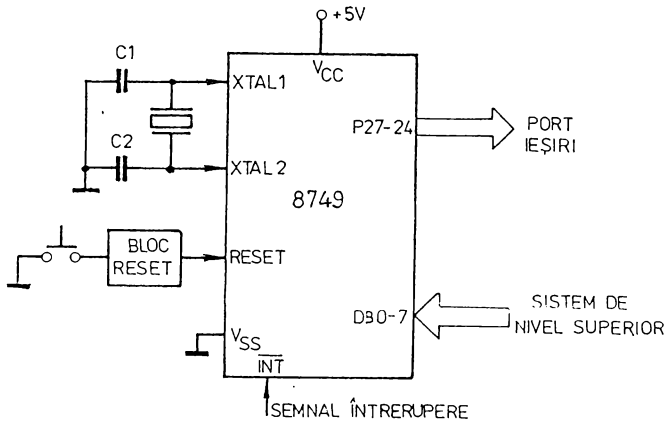 +5V
C1
XTAL1
VCC
P27-24
PORT
IEȘIRI
C2
XTAL2
8749
BLOC
RESET
RESET
DB0-7
SISTEM DE
NIVEL SUPERIOR
VSS
INT
SEMNAL ÎNTRERUPERE